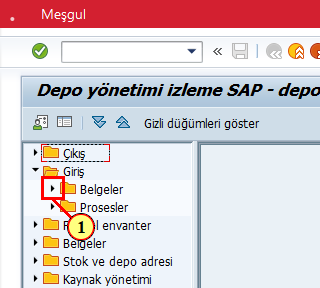 Meşgul
Depo yönetimi izleme SAP - depo
Gizli düğümleri göster
Çıkış
Giriş
Belgeler
Prosesler
1
envanter
Belgeler
Stok ve depo adresi
Kaynak yönetimi